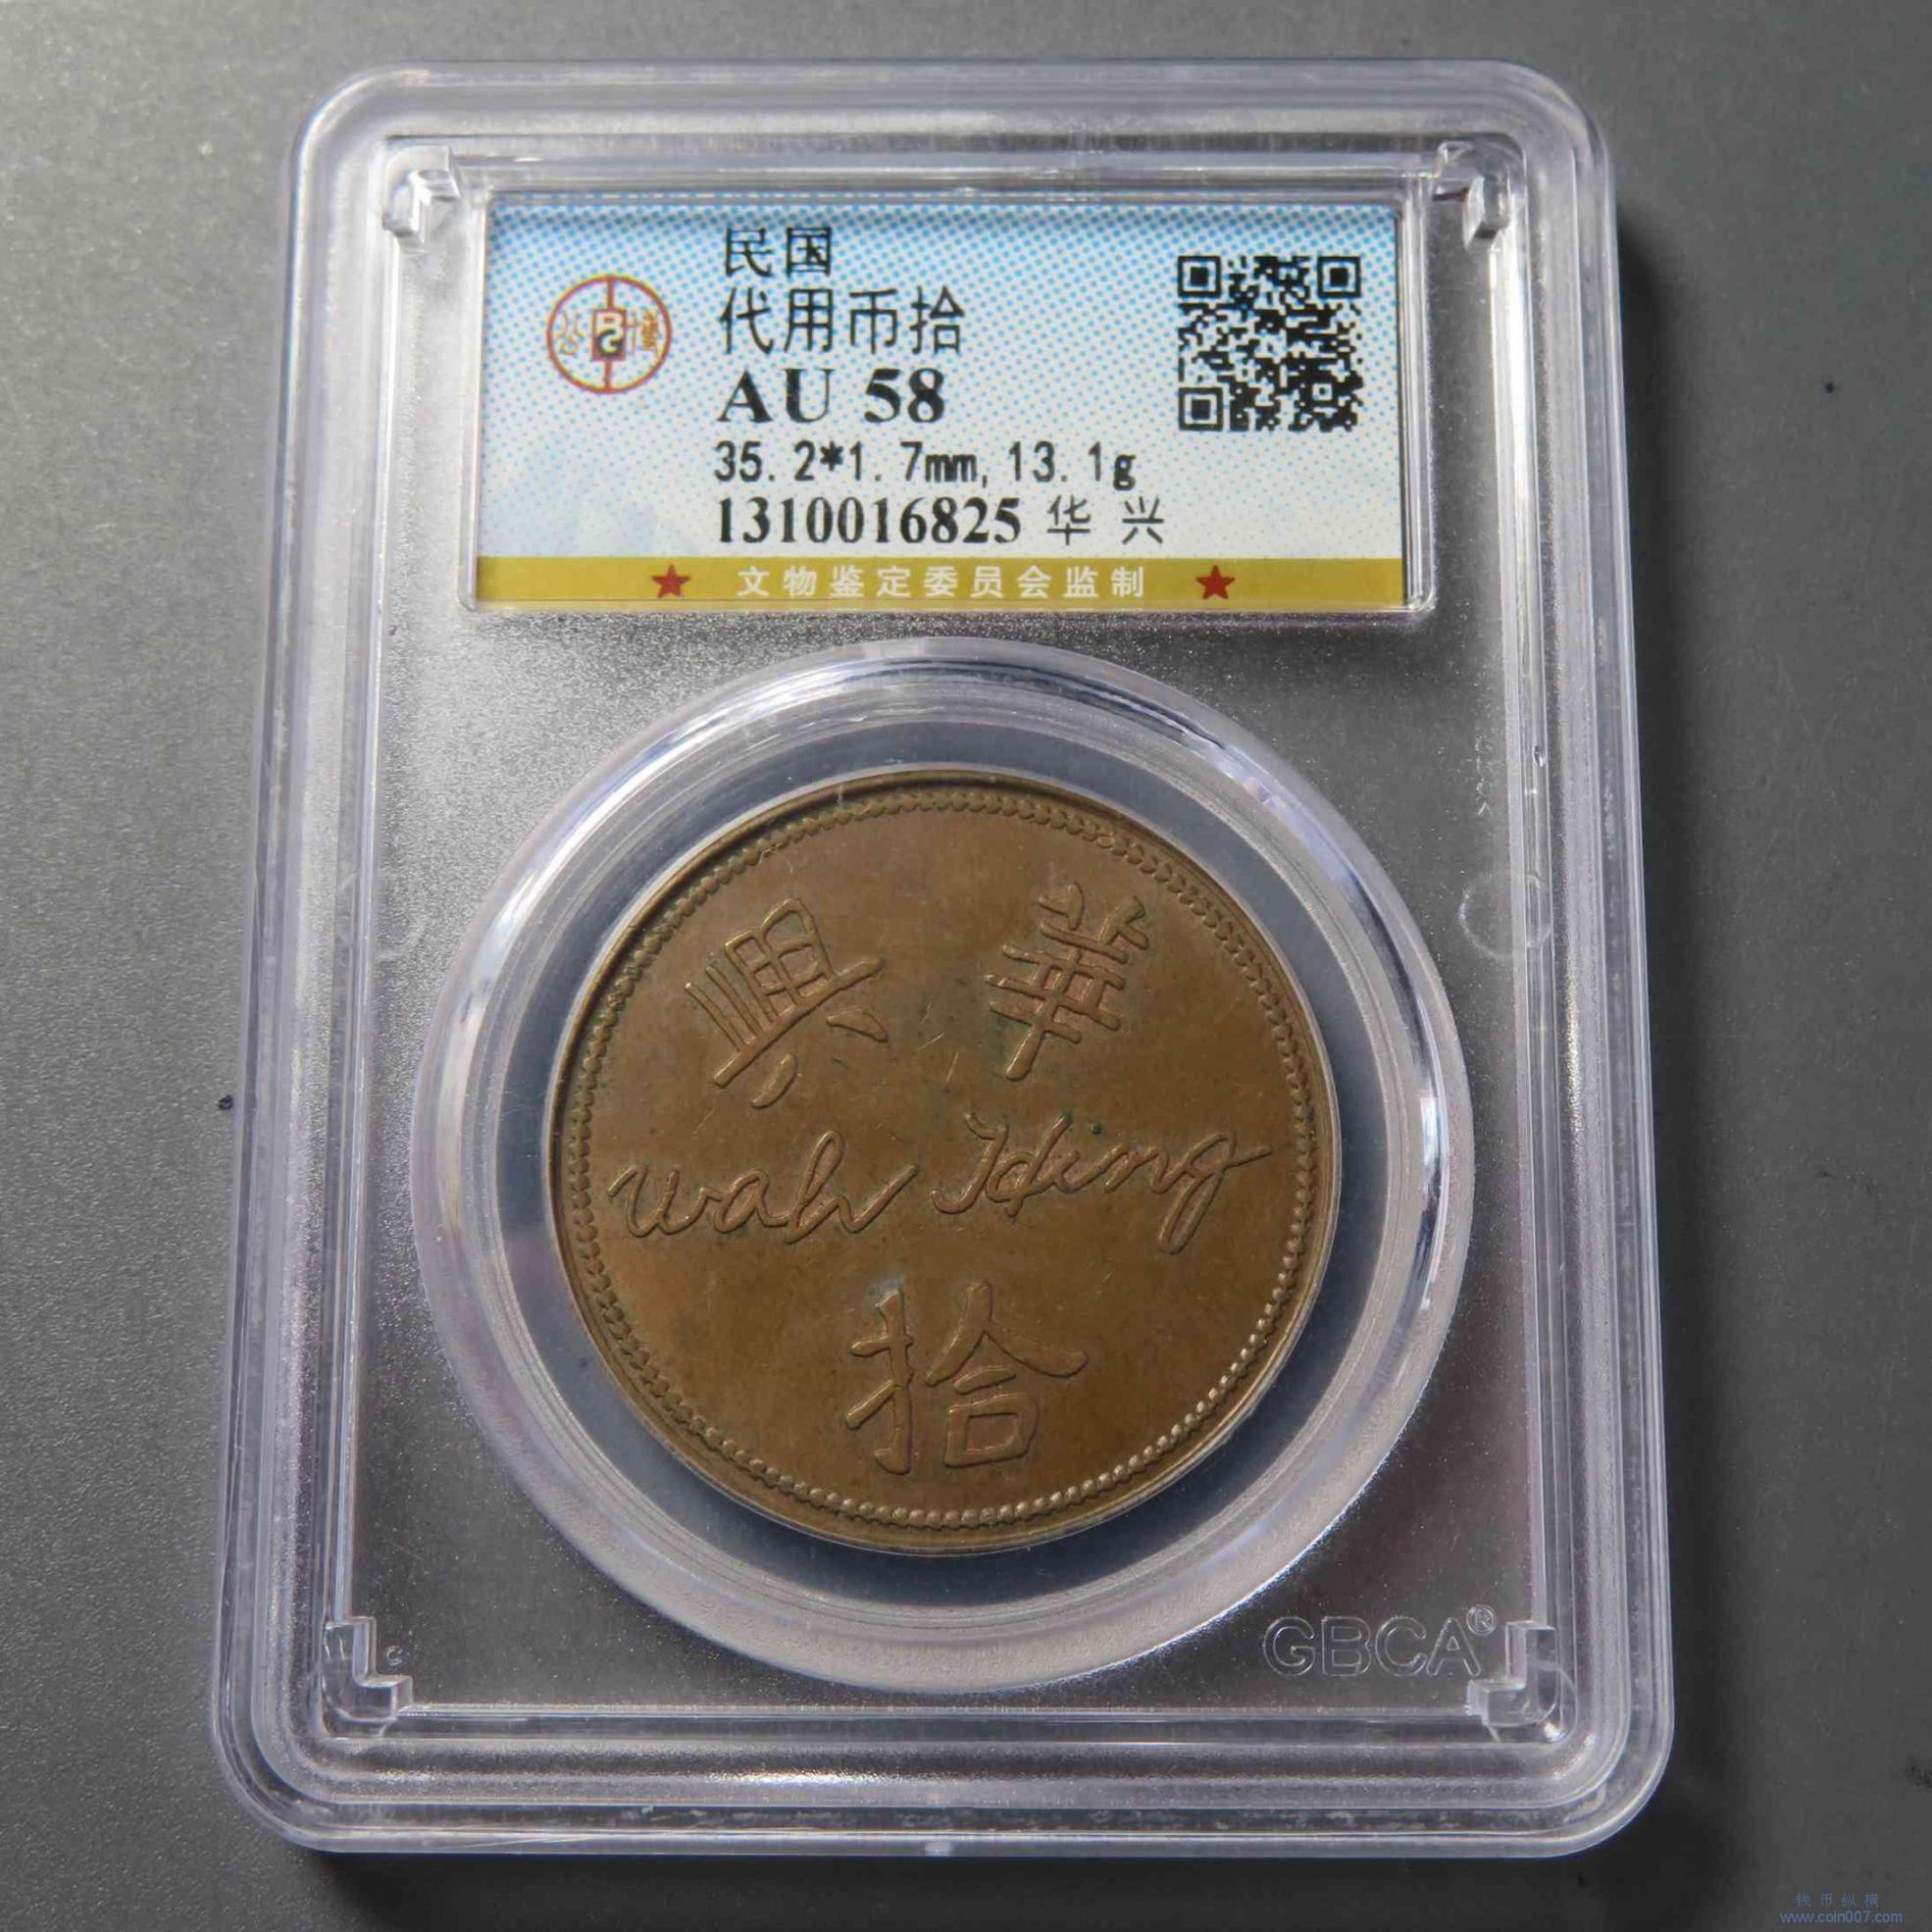 民国
代用币拾
AU 58
35.2*1.7mm,13.1g
1310016825 华 兴
公 博
★ 文物鉴定委员会监制 ★
興 華
Wah Hing
拾
GBCA®
钱币纵横
www.coin007.com